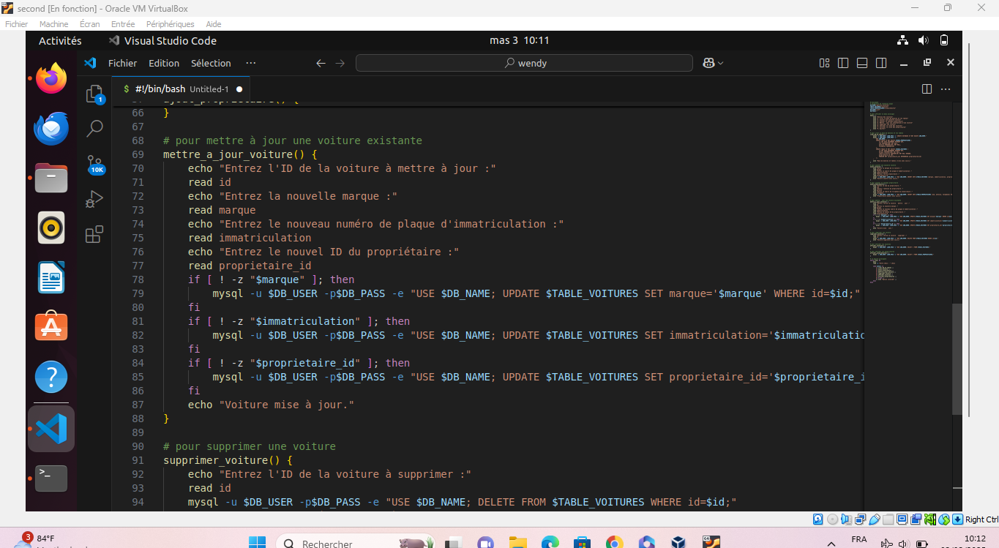 second [En fonction] - Oracle VM VirtualBox
Fichier Machine Écran Entrée Périphériques Aide
Activités Visual Studio Code mas 3 10:11
Fichier Edition Sélection ··· wendy
1
$ #!/bin/bash Untitled-1
66 }
67
68 # pour mettre à jour une voiture existante
69 mettre_a_jour_voiture() {
70 echo "Entrez l'ID de la voiture à mettre à jour :"
71 read id
72 echo "Entrez la nouvelle marque :"
73 read marque
74 echo "Entrez le nouveau numéro de plaque d'immatriculation :"
75 read immatriculation
76 echo "Entrez le nouvel ID du propriétaire :"
77 read proprietaire_id
78 if [ ! -z "$marque" ]; then
79 mysql -u $DB_USER -p$DB_PASS -e "USE $DB_NAME; UPDATE $TABLE_VOITURES SET marque='$marque' WHERE id=$id;"
80 fi
81 if [ ! -z "$immatriculation" ]; then
82 mysql -u $DB_USER -p$DB_PASS -e "USE $DB_NAME; UPDATE $TABLE_VOITURES SET immatriculation='$immatriculatio
83 fi
84 if [ ! -z "$proprietaire_id" ]; then
85 mysql -u $DB_USER -p$DB_PASS -e "USE $DB_NAME; UPDATE $TABLE_VOITURES SET proprietaire_id='$proprietaire_i
86 fi
87 echo "Voiture mise à jour."
88 }
89
90 # pour supprimer une voiture
91 supprimer_voiture() {
92 echo "Entrez l'ID de la voiture à supprimer :"
93 read id
94 mysql -u $DB_USER -p$DB_PASS -e "USE $DB_NAME; DELETE FROM $TABLE_VOITURES WHERE id=$id;"
10K
Right Ctrl
3 84°F
Rechercher
FRA
10:12